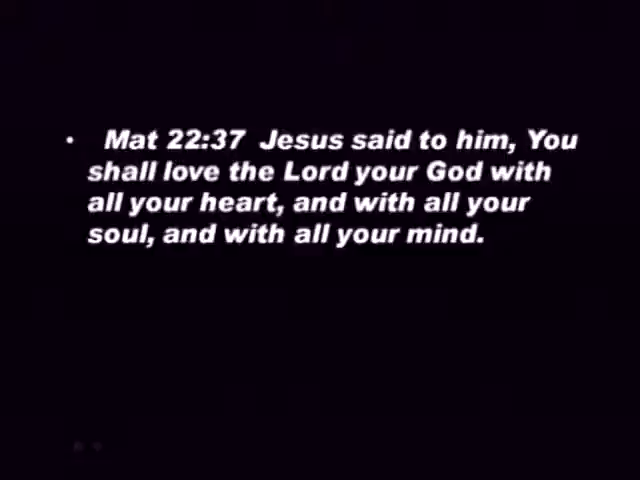 • Mat 22:37 Jesus said to him, You
shall love the Lord your God with
all your heart, and with all your
soul, and with all your mind.